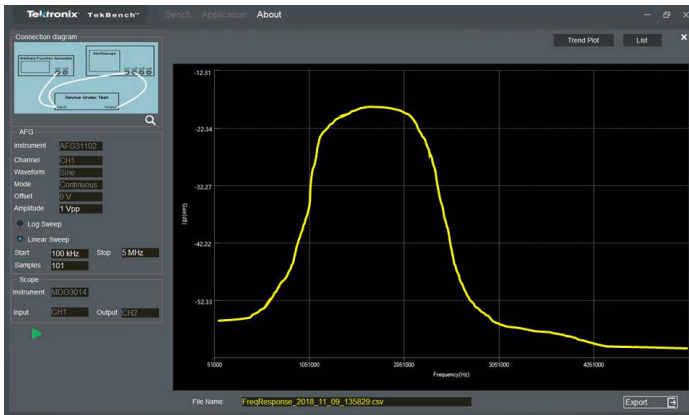 Tektronix TekBench™ Bench Application About
Connection diagram
Arbitrary Function Generator
Oscilloscope
Device Under Test
Input Output
AFG
Instrument AFG31102
Channel CH1
Waveform Sine
Mode Continuous
Offset 0 V
Amplitude 1 Vpp
Log Sweep
Linear Sweep
Start 100 kHz Stop 5 MHz
Samples 101
Scope
Instrument MDO3014
Input CH1 Output CH2
Trend Plot List X
-12.31
-22.34
-32.27
-42.22
-52.33
Gain(dB)
51000 1051000 2051000 3051000 4051000
Frequency(Hz)
File Name: FreqResponse_2018_11_09_135829.csv Export